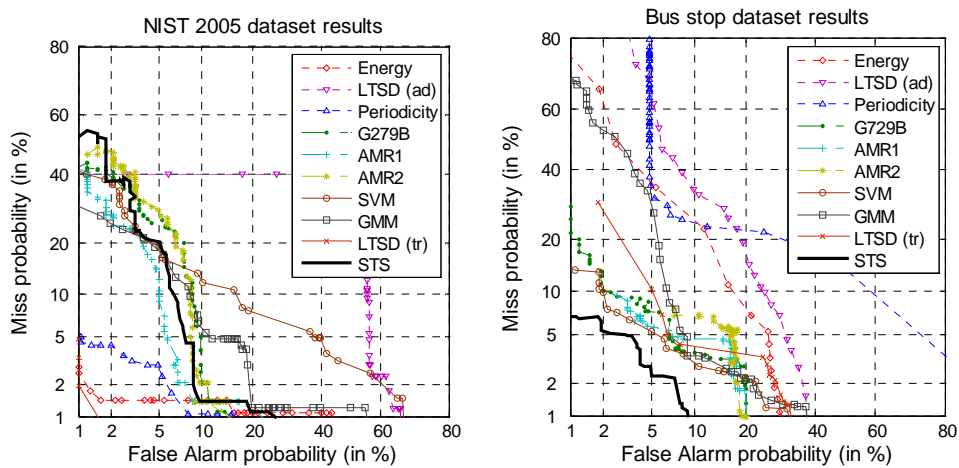 NIST 2005 dataset results
80
60
40
20
10
5
2
1
Miss probability (in %)
1 2 5 10 20 40 60 80
False Alarm probability (in %)
Energy
LTSD (ad)
Periodicity
G279B
AMR1
AMR2
SVM
GMM
LTSD (tr)
STS
Bus stop dataset results
80
60
40
20
10
5
2
1
Miss probability (in %)
1 2 5 10 20 40 60 80
False Alarm probability (in %)
Energy
LTSD (ad)
Periodicity
G729B
AMR1
AMR2
SVM
GMM
LTSD (tr)
STS